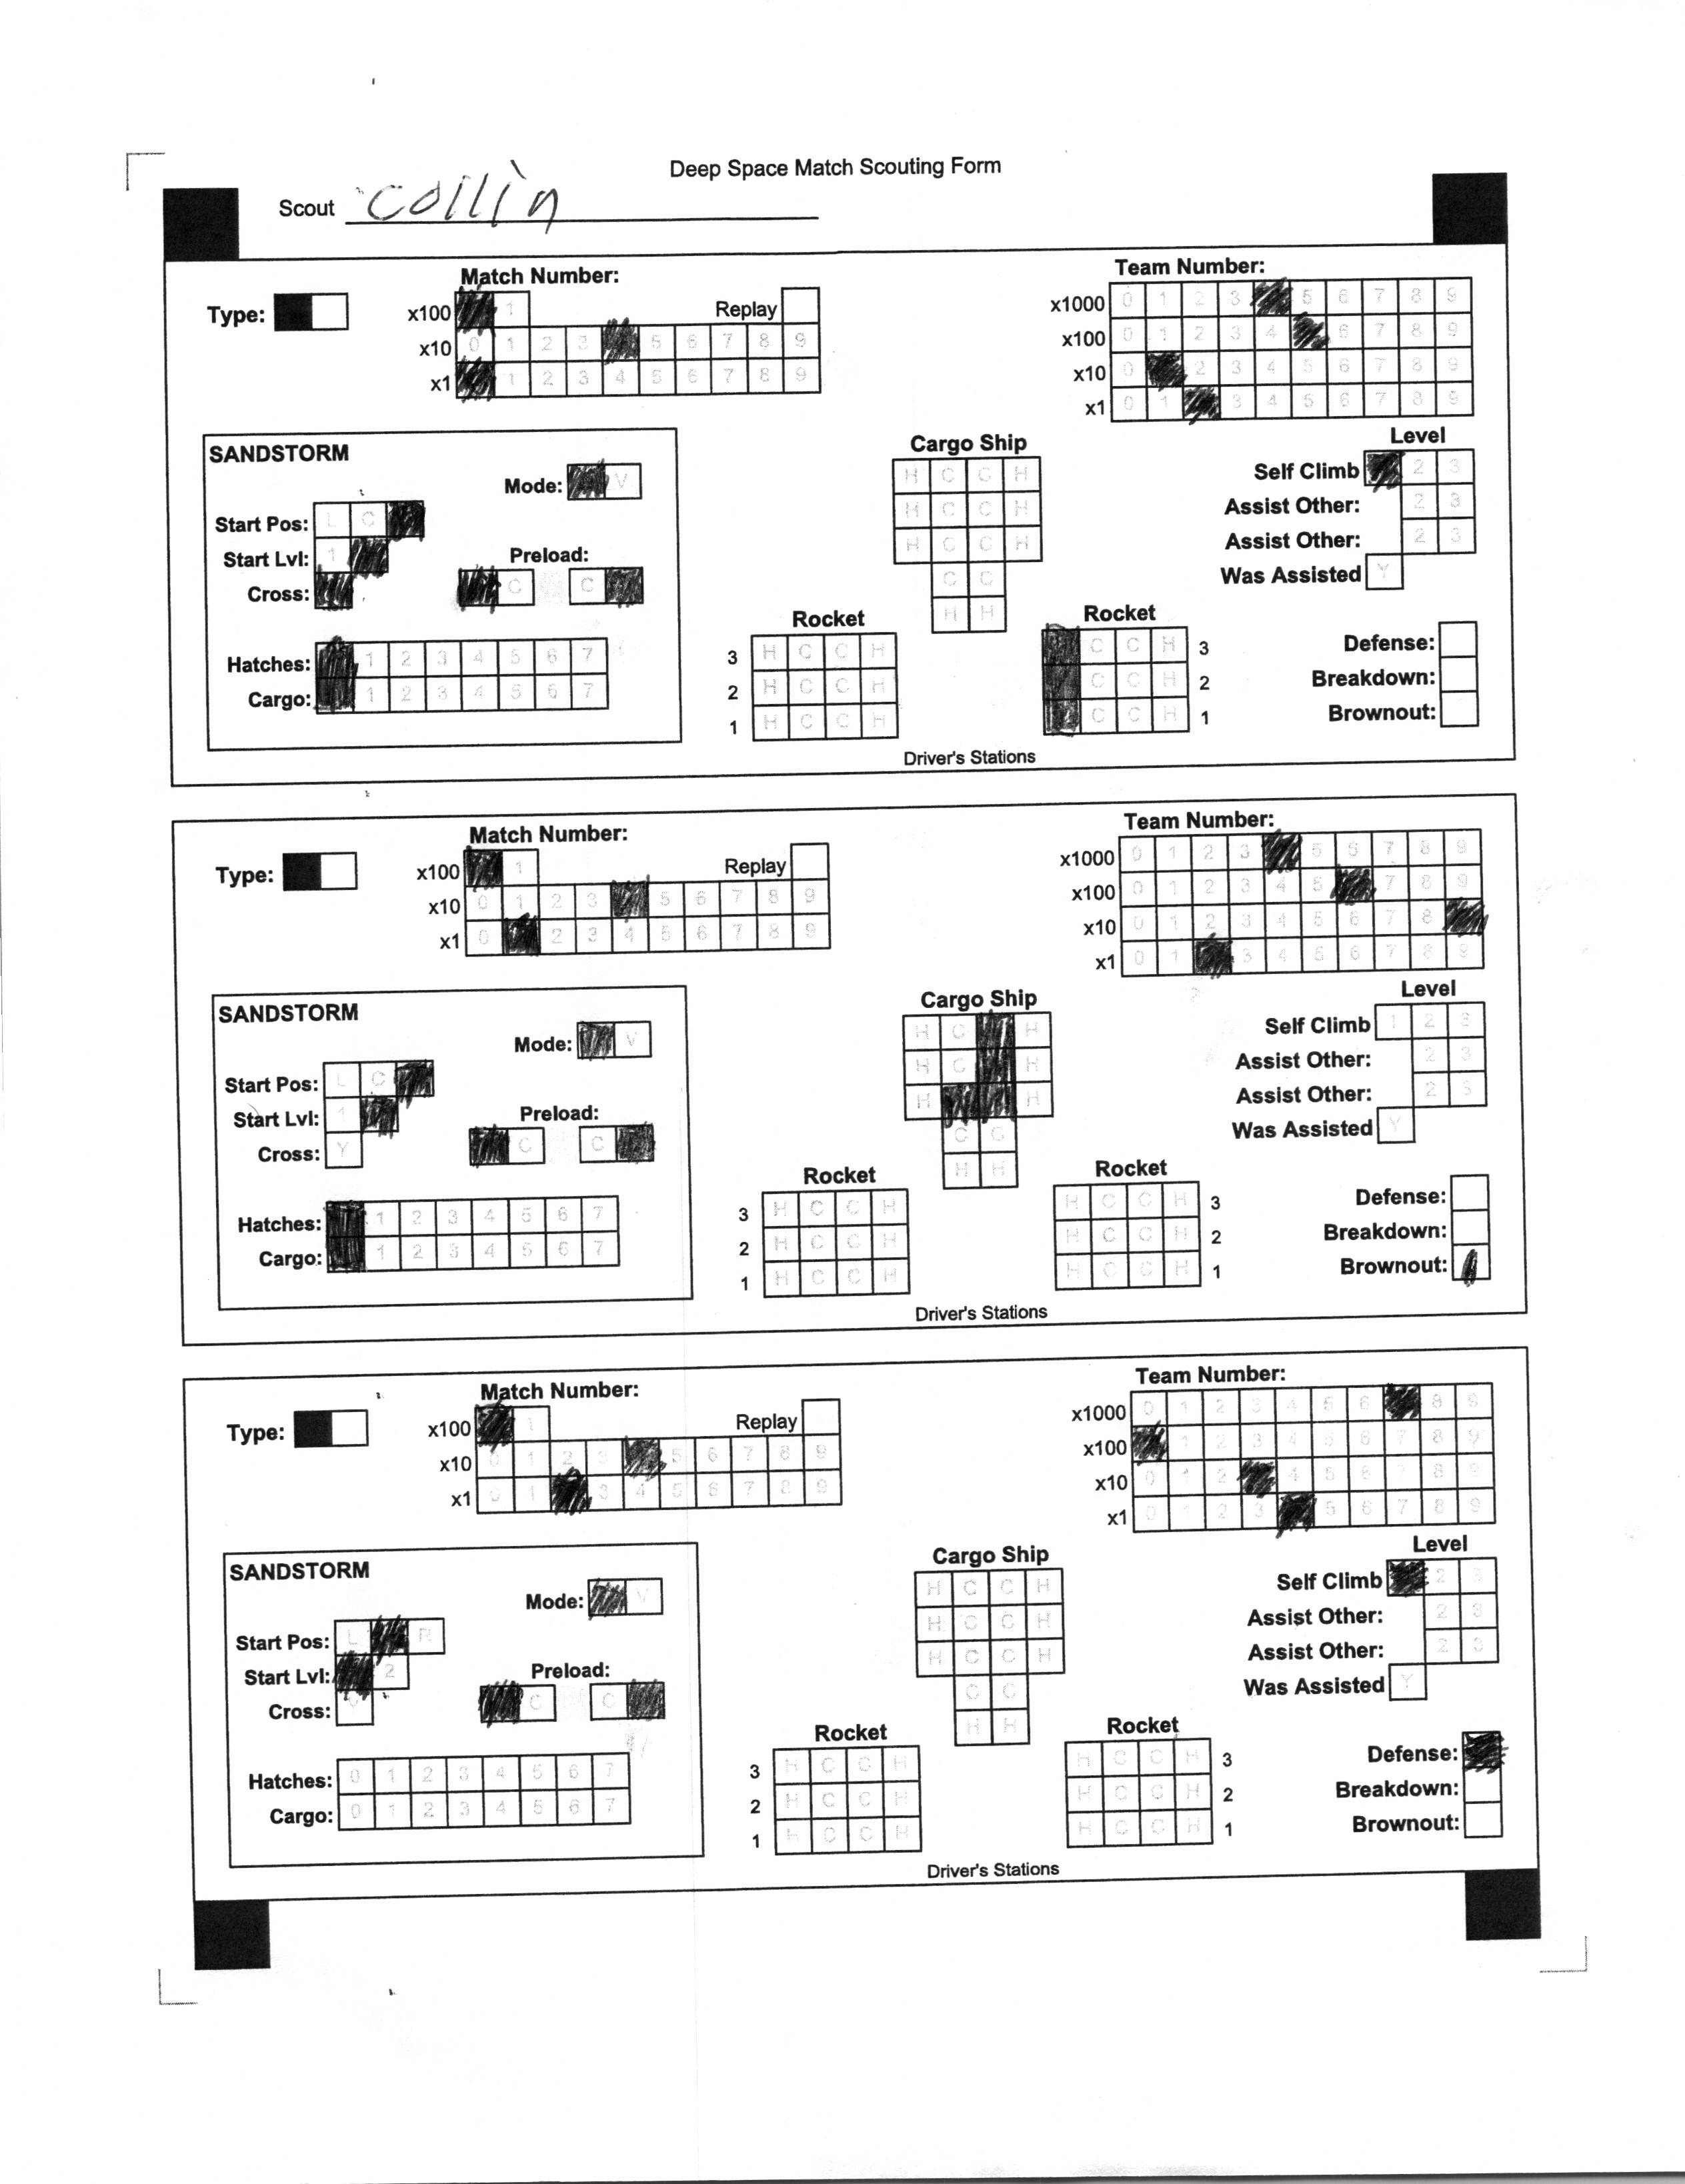 Deep Space Match Scouting Form
Scout collin
Match Number: Team Number:
Type: x100 1 Replay x1000 0 1 2 3 5 6 7 8 9
x10 0 1 2 3 5 6 7 8 9 x100 0 1 2 3 4 6 7 8 9
x1 1 2 3 4 5 6 7 8 9 x10 0 2 3 4 5 6 7 8 9
x1 0 1 3 4 5 6 7 8 9
SANDSTORM Cargo Ship Level
Mode: V H C C H Self Climb 2 3
Start Pos: L C H C C H Assist Other: 2 3
Start Lvl: 1 Preload: H C C H Assist Other: 2 3
Cross: C C C C Was Assisted Y
H H
Rocket Rocket
Hatches: 1 2 3 4 5 6 7 3 H C C H C C H 3 Defense:
Cargo: 1 2 3 4 5 6 7 2 H C C H C C H 2 Breakdown:
1 H C C H C C H 1 Brownout:
Driver's Stations
Match Number: Team Number:
Type: x100 1 Replay x1000 0 1 2 3 5 6 7 8 9
x10 0 1 2 3 5 6 7 8 9 x100 0 1 2 3 4 5 7 8 9
x1 0 2 3 4 5 6 7 8 9 x10 0 1 2 3 4 5 6 7 8
x1 0 1 3 4 5 6 7 8 9
SANDSTORM Cargo Ship Level
Mode: V H C H Self Climb 1 2 3
Start Pos: L C H C H Assist Other: 2 3
Start Lvl: 1 Preload: H H Assist Other: 2 3
Cross: Y C C C C Was Assisted Y
H H
Rocket Rocket
Hatches: 1 2 3 4 5 6 7 3 H C C H H C C H 3 Defense:
Cargo: 1 2 3 4 5 6 7 2 H C C H H C C H 2 Breakdown:
1 H C C H H C C H 1 Brownout:
Driver's Stations
Match Number: Team Number:
Type: x100 1 Replay x1000 0 1 2 3 4 5 6 8 9
x10 0 1 2 3 5 6 7 8 9 x100 1 2 3 4 5 6 7 8 9
x1 0 1 3 4 5 6 7 8 9 x10 0 1 2 4 5 6 7 8 9
x1 0 1 2 3 5 6 7 8 9
SANDSTORM Cargo Ship Level
Mode: V H C C H Self Climb 2 3
Start Pos: L R H C C H Assist Other: 2 3
Start Lvl: 2 Preload: H C C H Assist Other: 2 3
Cross: C C C C Was Assisted Y
H H
Rocket Rocket
Hatches: 0 1 2 3 4 5 6 7 3 H C C H H C C H 3 Defense:
Cargo: 0 1 2 3 4 5 6 7 2 H C C H H C C H 2 Breakdown:
1 H C C H H C C H 1 Brownout:
Driver's Stations